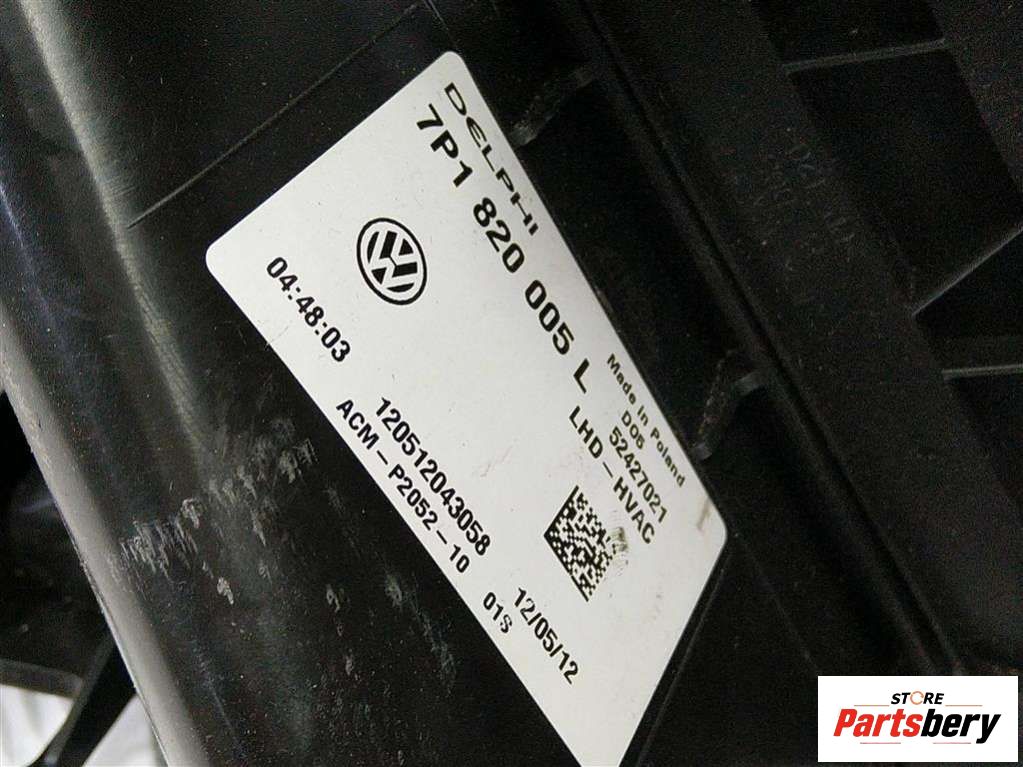 DELPHI
7P1 820 005 L
Made in Poland
D05
52427021
LHD-HVAC
04:48:03
120512043058
ACM-P2052-10
12/05/12
01S
STORE
Partsbery